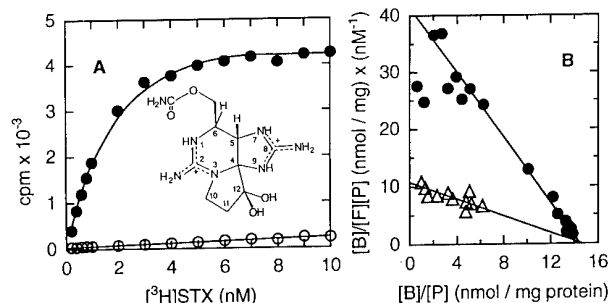 A
cpm x 10⁻³
5
4
3
2
1
0
0 2 4 6 8 10
[³H]STX (nM)
H₂N
C
O
O
H
6
H
5
HN
1
NH
7
8
+
NH₂
2
3
N
4
9
NH
H₂N
+
12
OH
OH
10
11
B
[B]/[F][P] (nmol / mg) x (nM⁻¹)
40
30
20
10
0
0 4 8 12 16
[B]/[P] (nmol / mg protein)